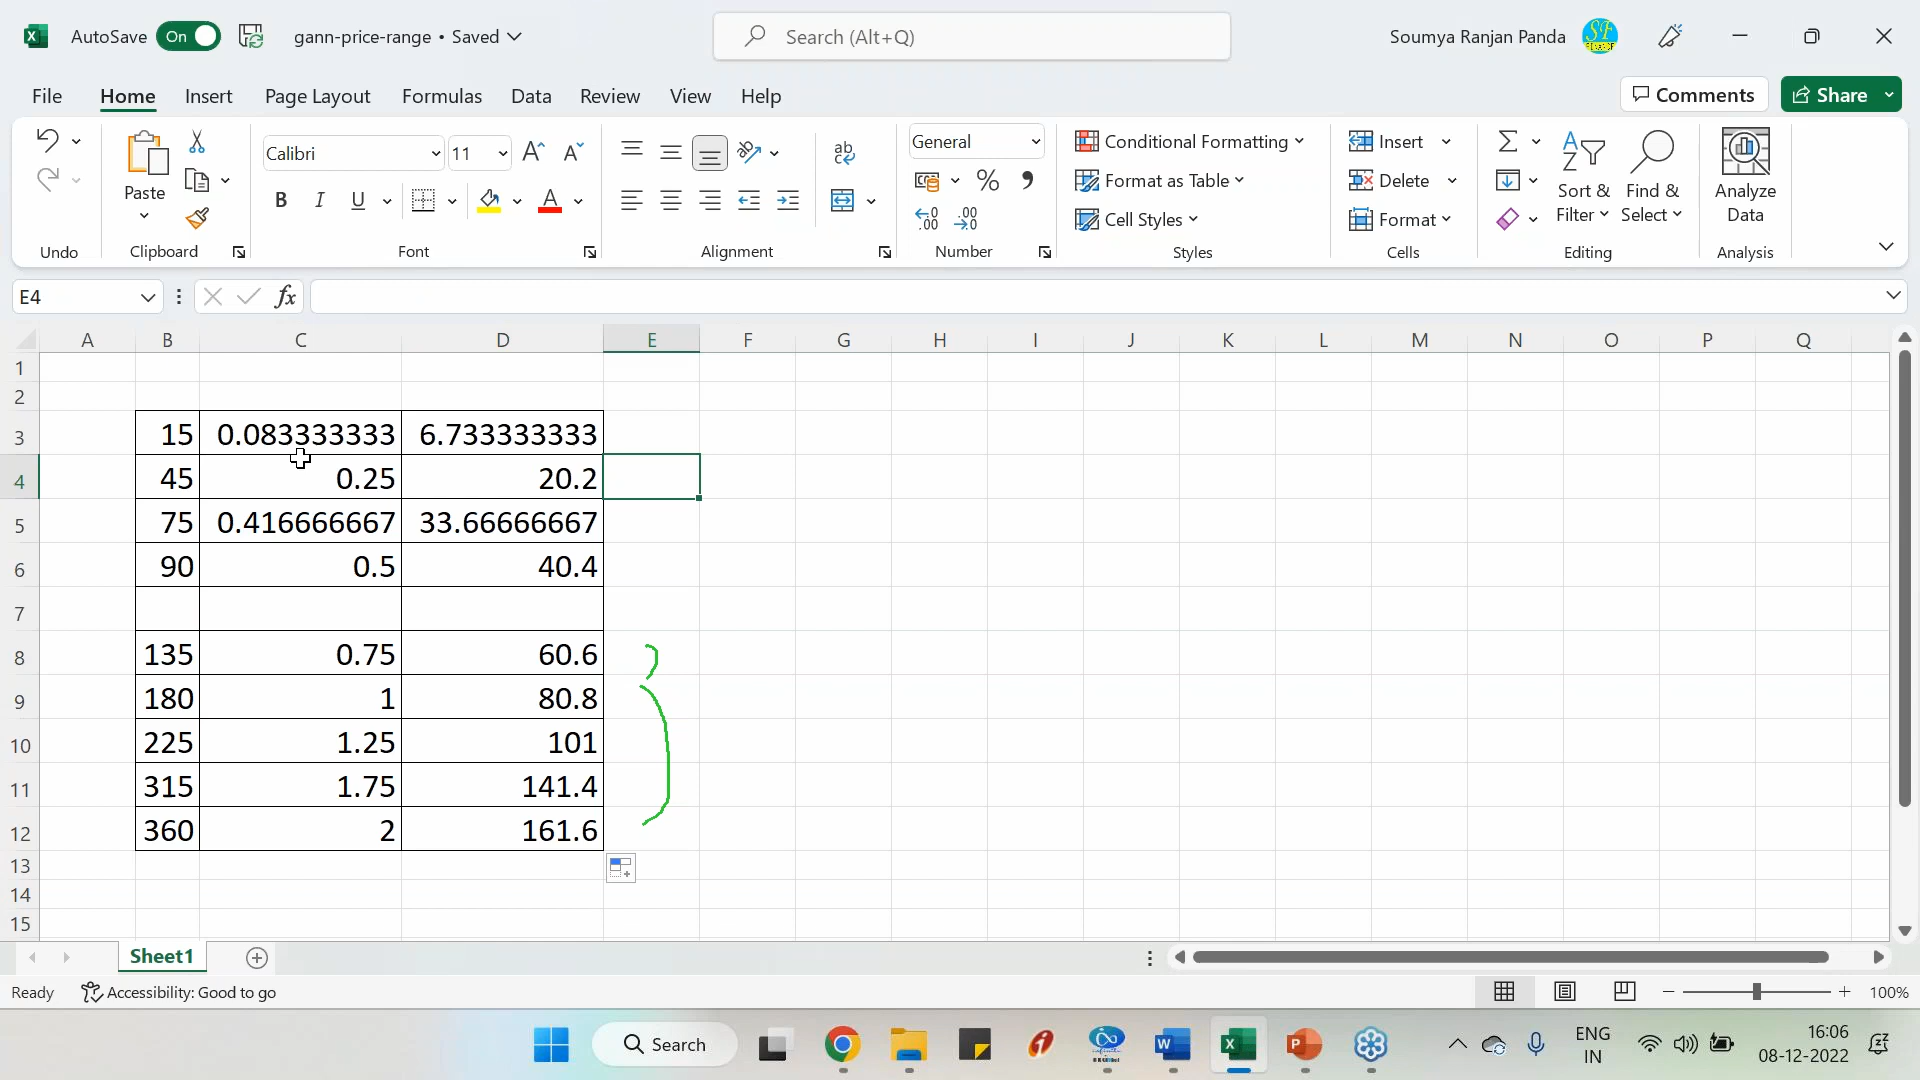 AutoSave On gann-price-range • Saved Search (Alt+Q) Soumya Ranjan Panda SF
File Home Insert Page Layout Formulas Data Review View Help Comments Share
Calibri 11 General Conditional Formatting Insert Σ
Paste % Format as Table Delete Sort & Find & Analyze
B I U Cell Styles Format Filter Select Data
Undo Clipboard Font Alignment Number Styles Cells Editing Analysis
E4 fx
A B C D E F G H I J K L M N O P Q
1
2
3 15 0.083333333 6.733333333
4 45 0.25 20.2
5 75 0.416666667 33.66666667
6 90 0.5 40.4
7
8 135 0.75 60.6
9 180 1 80.8
10 225 1.25 101
11 315 1.75 141.4
12 360 2 161.6
13
14
15
Sheet1
Ready Accessibility: Good to go 100%
Search ENG 16:06
IN 08-12-2022